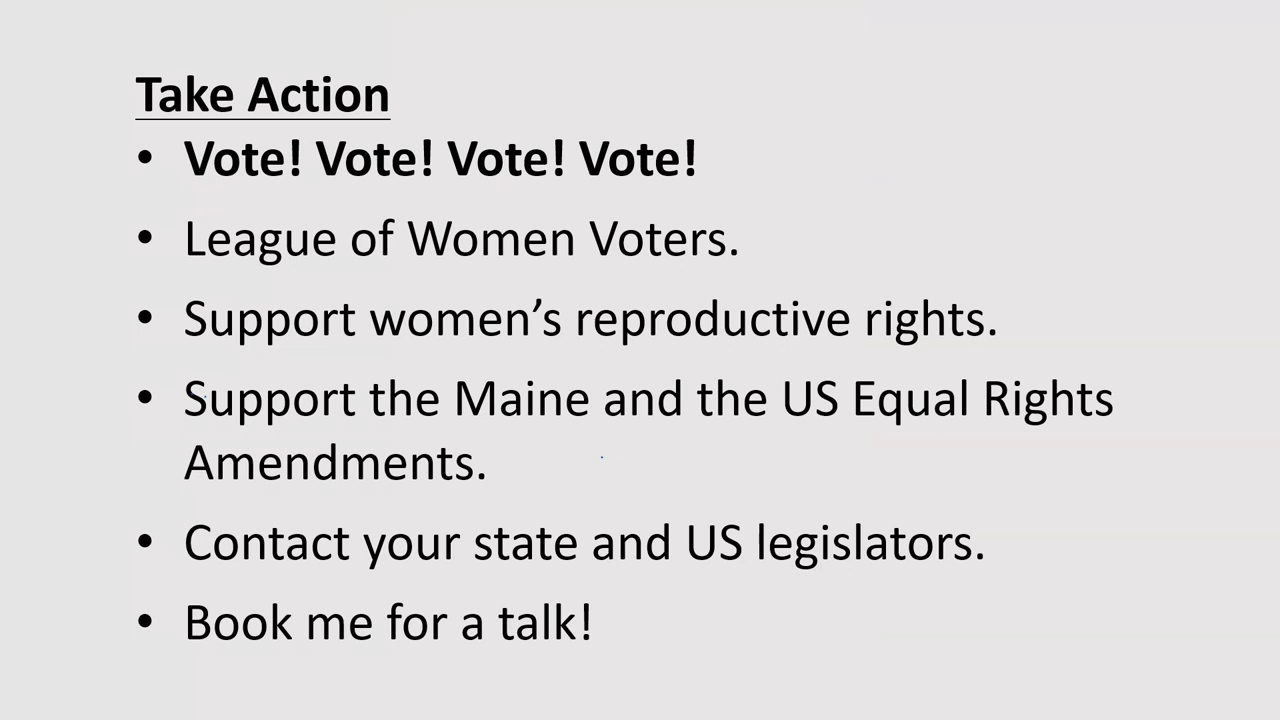 Take Action
• Vote! Vote! Vote! Vote!
• League of Women Voters.
• Support women’s reproductive rights.
• Support the Maine and the US Equal Rights
Amendments.
• Contact your state and US legislators.
• Book me for a talk!